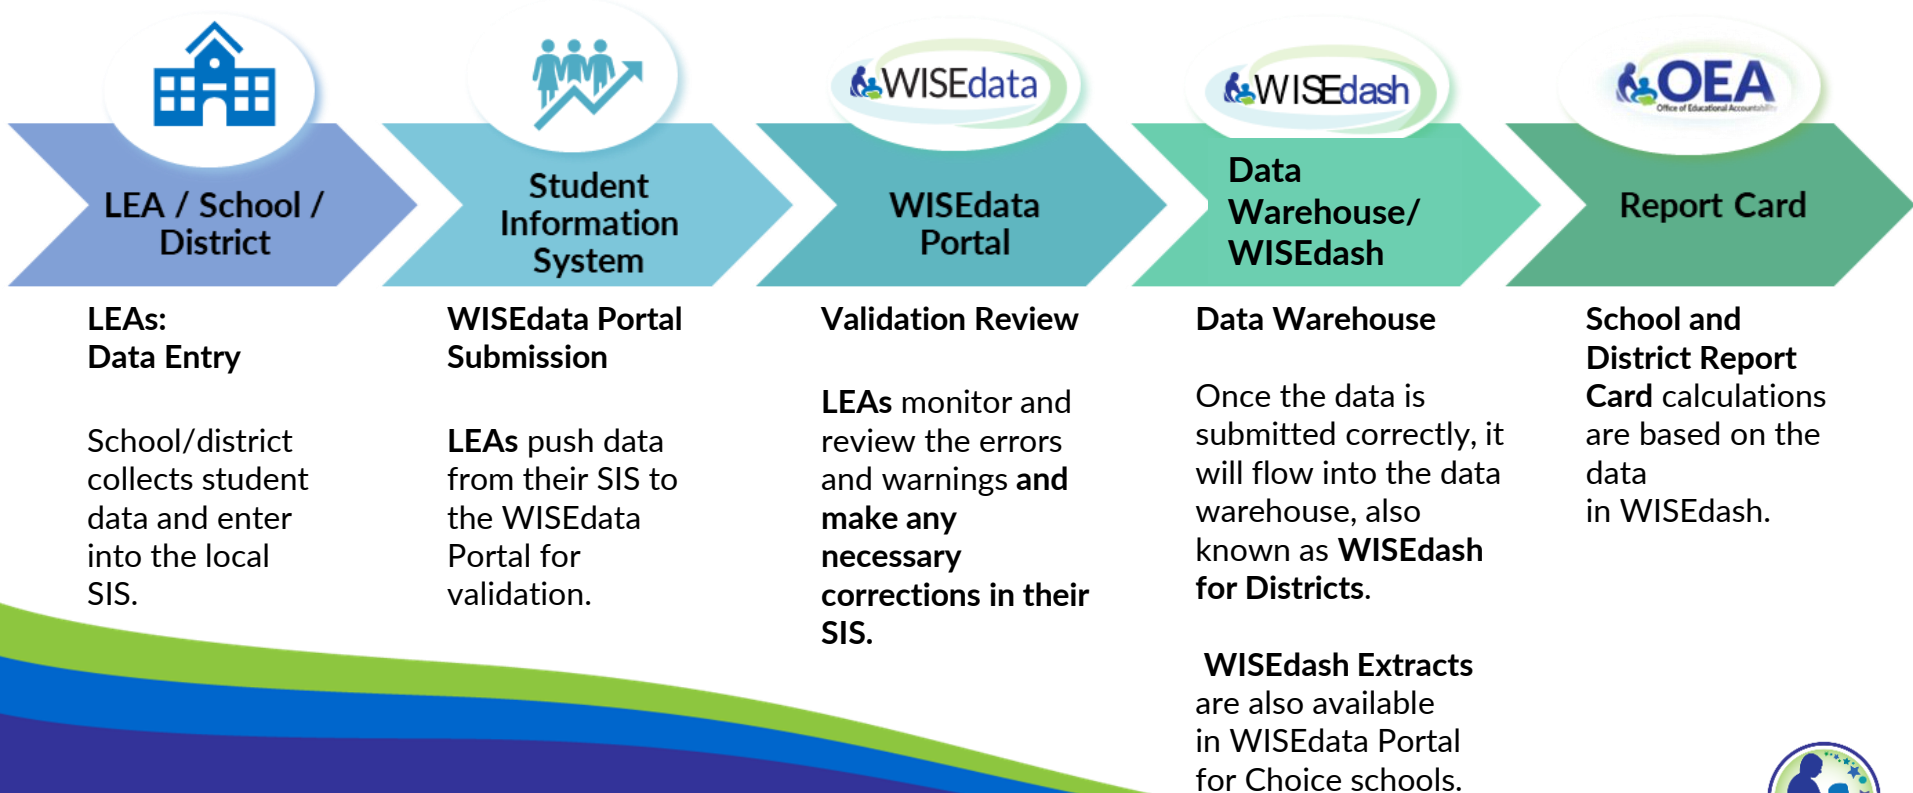 WISEdata
WISEdash
OEA
Office of Educational Accountability
LEA / School /
District
Student
Information
System
WISEdata
Portal
Data
Warehouse/
WISEdash
Report Card
LEAs:
Data Entry
School/district
collects student
data and enter
into the local
SIS.
WISEdata Portal
Submission
LEAs push data
from their SIS to
the WISEdata
Portal for
validation.
Validation Review
LEAs monitor and
review the errors
and warnings and
make any
necessary
corrections in their
SIS.
Data Warehouse
Once the data is
submitted correctly, it
will flow into the data
warehouse, also
known as WISEdash
for Districts.
WISEdash Extracts
are also available
in WISEdata Portal
for Choice schools.
School and
District Report
Card calculations
are based on the
data
in WISEdash.